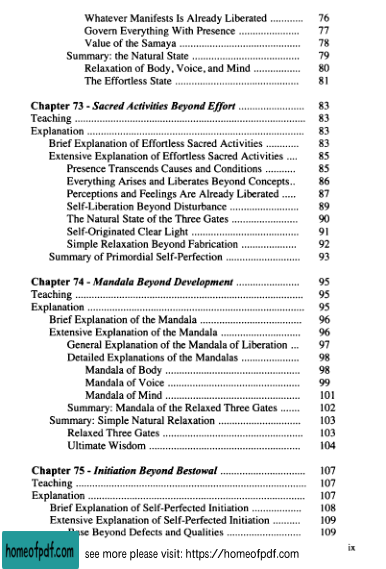 Whatever Manifests Is Already Liberated ............ 76
Govern Everything With Presence ...................... 77
Value of the Samaya ........................................ 78
Summary: the Natural State .................................... 79
Relaxation of Body, Voice, and Mind ................. 80
The Effortless State .......................................... 81
Chapter 73 - Sacred Activities Beyond Effort ...................... 83
Teaching ............................................................................. 83
Explanation ......................................................................... 83
Brief Explanation of Effortless Sacred Activities ............ 83
Extensive Explanation of Effortless Sacred Activities .... 85
Presence Transcends Causes and Conditions .......... 85
Everything Arises and Liberates Beyond Concepts.. 86
Perceptions and Feelings Are Already Liberated ..... 87
Self-Liberation Beyond Disturbance ....................... 89
The Natural State of the Three Gates ...................... 90
Self-Originated Clear Light .................................... 91
Simple Relaxation Beyond Fabrication .................. 92
Summary of Primordial Self-Perfection ......................... 93
Chapter 74 - Mandala Beyond Development ..................... 95
Teaching ............................................................................ 95
Explanation ........................................................................ 95
Brief Explanation of the Mandala .................................. 96
Extensive Explanation of the Mandala ........................... 96
General Explanation of the Mandala of Liberation ... 97
Detailed Explanations of the Mandalas ................... 98
Mandala of Body ............................................. 98
Mandala of Voice ............................................ 99
Mandala of Mind ............................................. 101
Summary: Mandala of the Relaxed Three Gates ....... 102
Summary: Simple Natural Relaxation ........................... 103
Relaxed Three Gates .............................................. 103
Ultimate Wisdom .................................................. 104
Chapter 75 - Initiation Beyond Bestowal ............................ 107
Teaching ............................................................................. 107
Explanation ......................................................................... 107
Brief Explanation of Self-Perfected Initiation ................. 108
Extensive Explanation of Self-Perfected Initiation .......... 109
Base Beyond Defects and Qualities ......................... 109
ix
homeofpdf.com see more please visit: https://homeofpdf.com